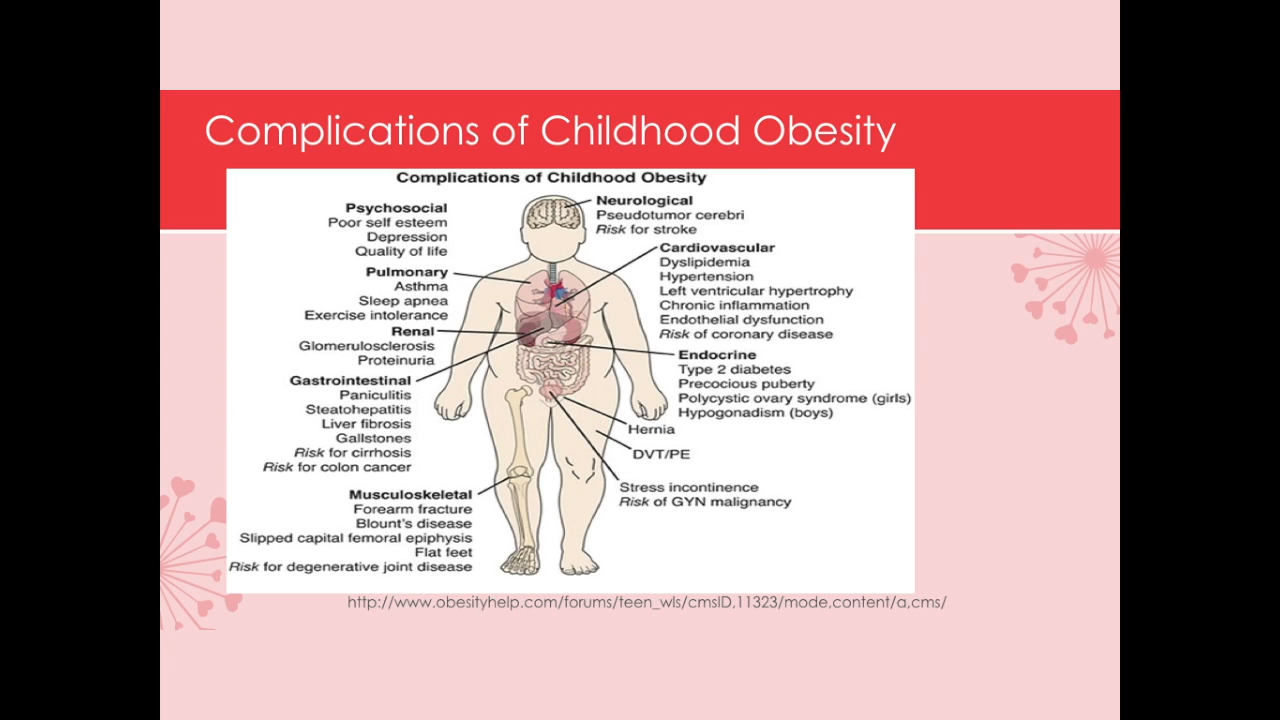 Complications of Childhood Obesity
Complications of Childhood Obesity
Psychosocial
Poor self esteem
Depression
Quality of life
Pulmonary
Asthma
Sleep apnea
Exercise intolerance
Renal
Glomerulosclerosis
Proteinuria
Gastrointestinal
Paniculitis
Steatohepatitis
Liver fibrosis
Gallstones
Risk for cirrhosis
Risk for colon cancer
Musculoskeletal
Forearm fracture
Blount's disease
Slipped capital femoral epiphysis
Flat feet
Risk for degenerative joint disease
Neurological
Pseudotumor cerebri
Risk for stroke
Cardiovascular
Dyslipidemia
Hypertension
Left ventricular hypertrophy
Chronic inflammation
Endothelial dysfunction
Risk of coronary disease
Endocrine
Type 2 diabetes
Precocious puberty
Polycystic ovary syndrome (girls)
Hypogonadism (boys)
Hernia
DVT/PE
Stress incontinence
Risk of GYN malignancy
http://www.obesityhelp.com/forums/teen_wls/cmsID,11323/mode,content/a,cms/